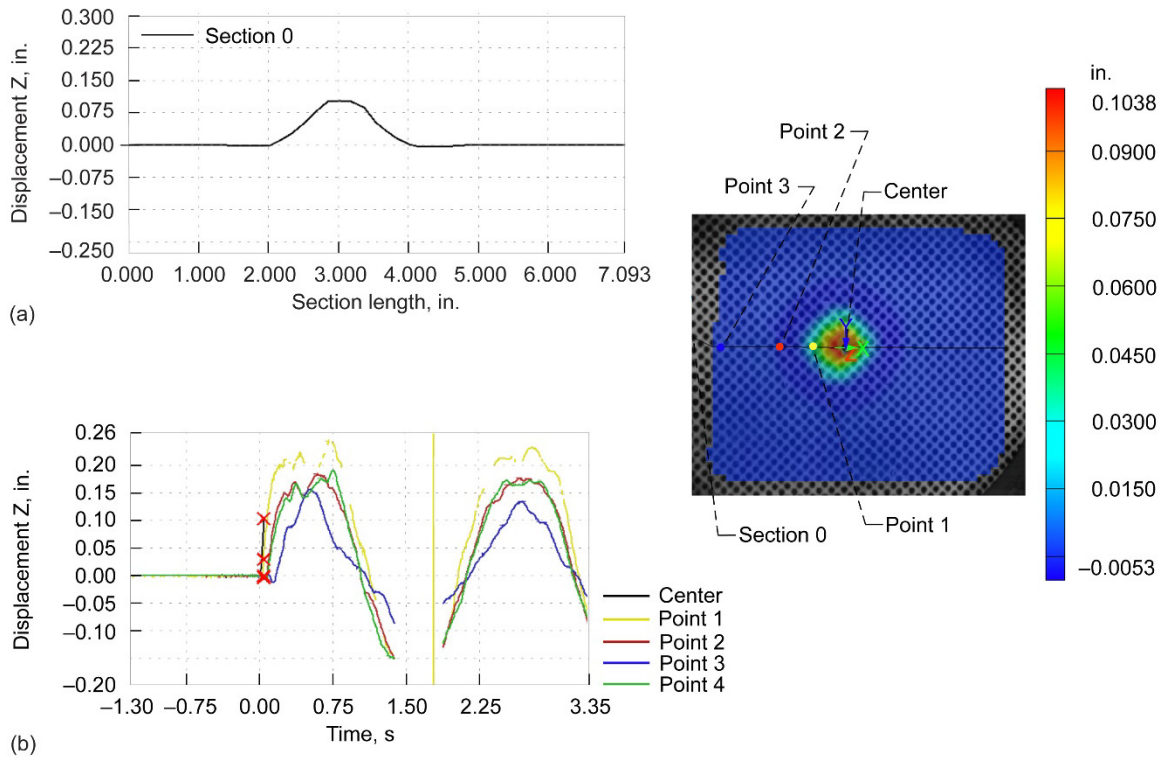 (a)
Displacement Z, in.
0.300
0.225
0.150
0.075
0.000
−0.075
−0.150
−0.250
Section 0
0.000 1.000 2.000 3.000 4.000 5.000 6.000 7.093
Section length, in.
Point 2
Point 3
Center
Y
X
Section 0
Point 1
in.
0.1038
0.0900
0.0750
0.0600
0.0450
0.0300
0.0150
−0.0053
(b)
Displacement Z, in.
0.26
0.20
0.15
0.10
0.05
0.00
−0.05
−0.10
−0.20
−1.30 −0.75 0.00 0.75 1.50 2.25 3.35
Time, s
Center
Point 1
Point 2
Point 3
Point 4